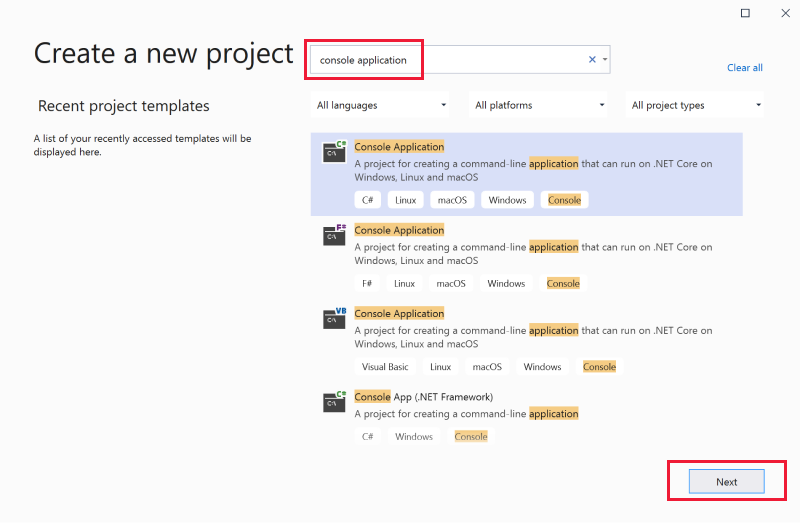 Create a new project
console application
Clear all
Recent project templates
All languages
All platforms
All project types
A list of your recently accessed templates will be
displayed here.
C#
C:\
Console Application
A project for creating a command-line application that can run on .NET Core on
Windows, Linux and macOS
C# Linux macOS Windows Console
F#
C:\
Console Application
A project for creating a command-line application that can run on .NET Core on
Windows, Linux and macOS
F# Linux macOS Windows Console
VB
C:\
Console Application
A project for creating a command-line application that can run on .NET Core on
Windows, Linux and macOS
Visual Basic Linux macOS Windows Console
C#
C:\
Console App (.NET Framework)
A project for creating a command-line application
C# Windows Console
Next